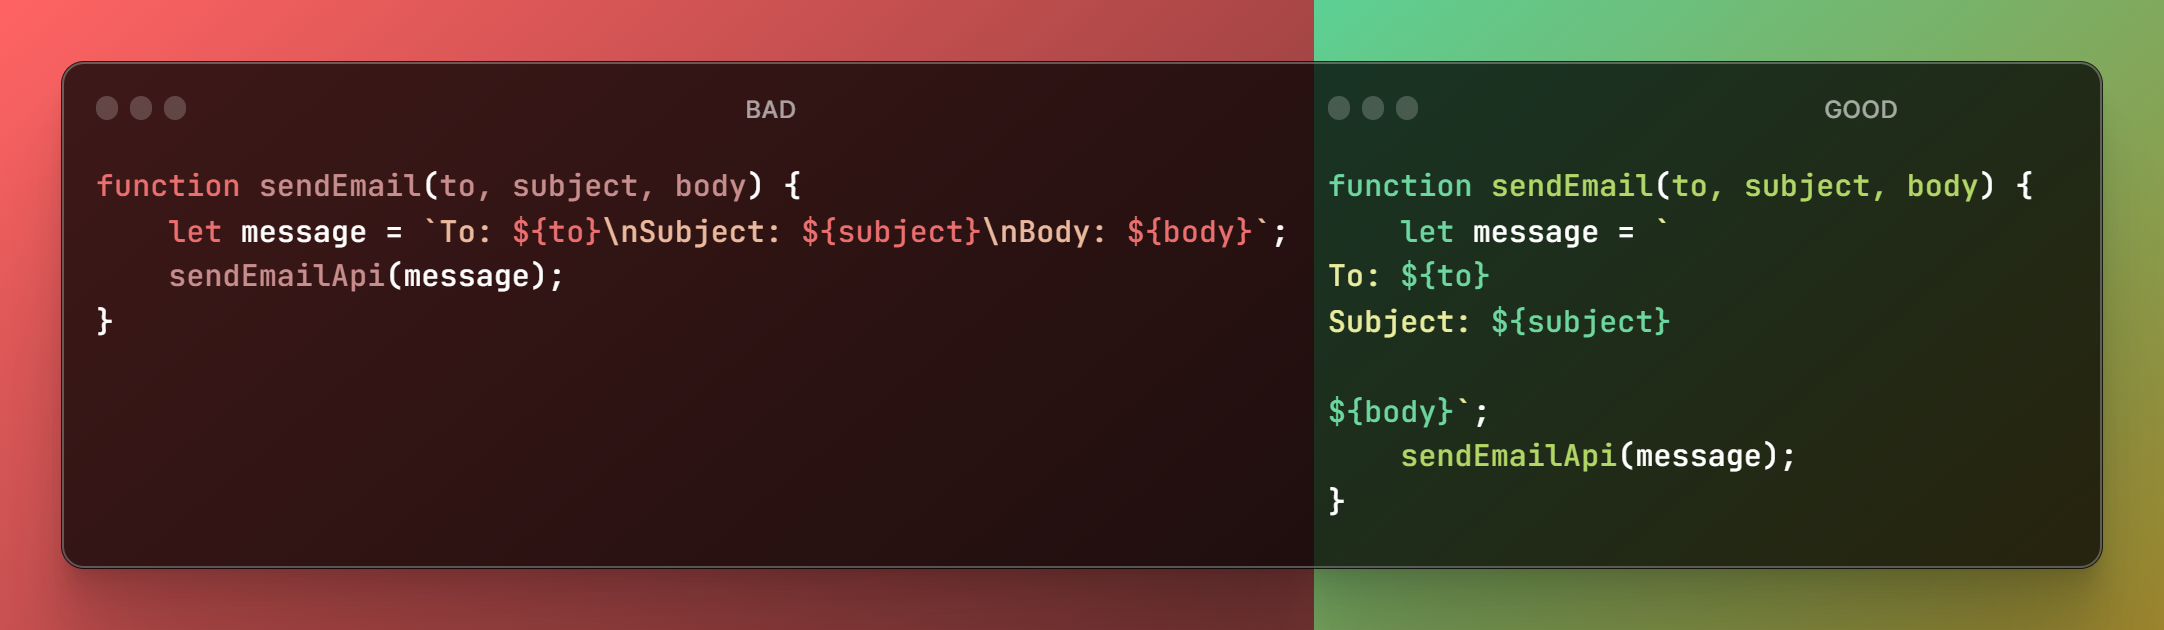 BAD
function sendEmail(to, subject, body) {
    let message = `To: ${to}\nSubject: ${subject}\nBody: ${body}`;
    sendEmailApi(message);
}
GOOD
function sendEmail(to, subject, body) {
    let message = `
To: ${to}
Subject: ${subject}

${body}`;
    sendEmailApi(message);
}